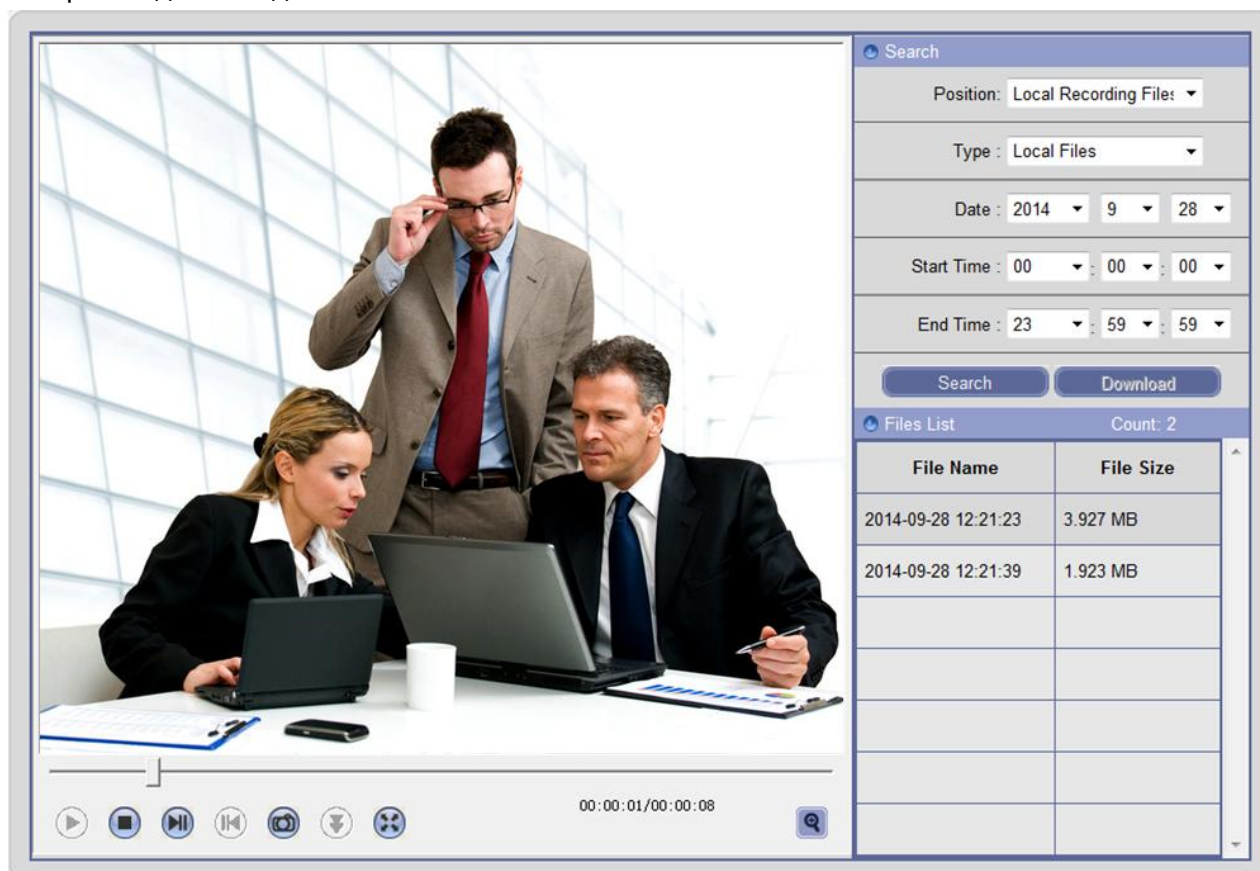 Search
Position: Local Recording Files
Type : Local Files
Date : 2014 9 28
Start Time : 00 : 00 : 00
End Time : 23 : 59 : 59
Search Download
Files List Count: 2
File Name File Size
2014-09-28 12:21:23 3.927 MB
2014-09-28 12:21:39 1.923 MB
00:00:01/00:00:08